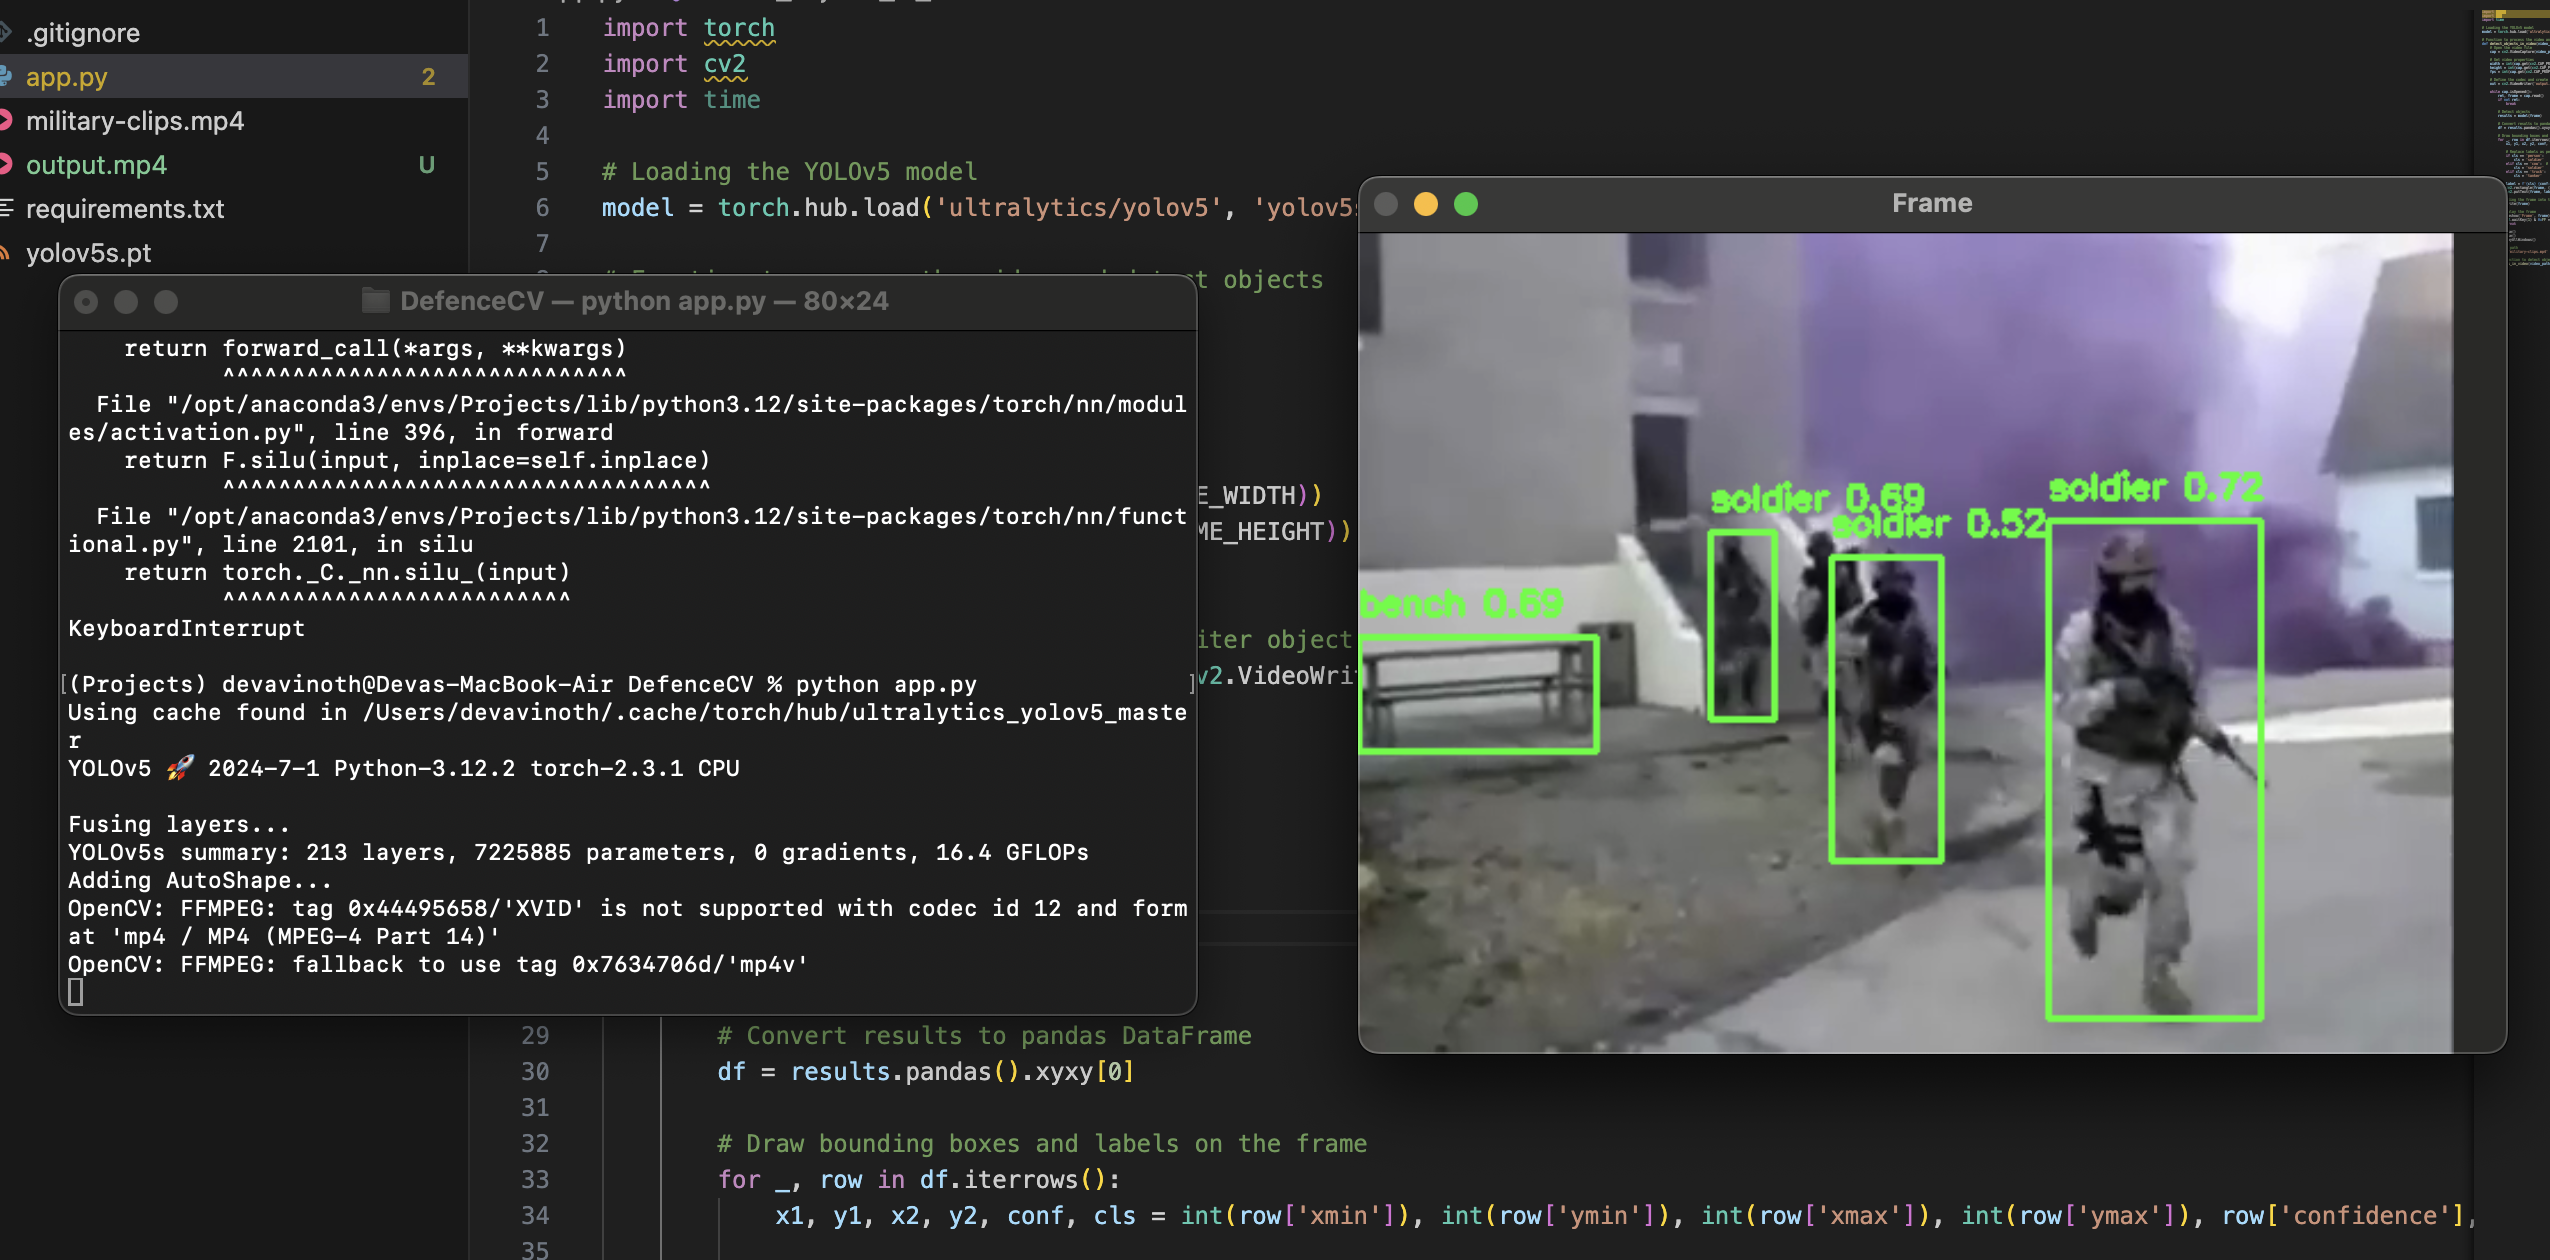 .gitignore
app.py 2
military-clips.mp4
output.mp4 U
requirements.txt
yolov5s.pt
1 import torch
2 import cv2
3 import time
4
5 # Loading the YOLOv5 model
6 model = torch.hub.load('ultralytics/yolov5', 'yolov5s
7
t objects
E_WIDTH))
ME_HEIGHT))
iter object
v2.VideoWri
DefenceCV — python app.py — 80×24
return forward_call(*args, **kwargs)
^^^^^^^^^^^^^^^^^^^^^^^^^^^^^
File "/opt/anaconda3/envs/Projects/lib/python3.12/site-packages/torch/nn/modul
es/activation.py", line 396, in forward
return F.silu(input, inplace=self.inplace)
^^^^^^^^^^^^^^^^^^^^^^^^^^^^^^^^^^^
File "/opt/anaconda3/envs/Projects/lib/python3.12/site-packages/torch/nn/funct
ional.py", line 2101, in silu
return torch._C._nn.silu_(input)
^^^^^^^^^^^^^^^^^^^^^^^^^
KeyboardInterrupt
[(Projects) devavinoth@Devas-MacBook-Air DefenceCV % python app.py ]
Using cache found in /Users/devavinoth/.cache/torch/hub/ultralytics_yolov5_maste
r
YOLOv5 🚀 2024-7-1 Python-3.12.2 torch-2.3.1 CPU
Fusing layers...
YOLOv5s summary: 213 layers, 7225885 parameters, 0 gradients, 16.4 GFLOPs
Adding AutoShape...
OpenCV: FFMPEG: tag 0x44495658/'XVID' is not supported with codec id 12 and form
at 'mp4 / MP4 (MPEG-4 Part 14)'
OpenCV: FFMPEG: fallback to use tag 0x7634706d/'mp4v'
Frame
soldier 0.69
soldier 0.52
soldier 0.72
bench 0.69
29 # Convert results to pandas DataFrame
30 df = results.pandas().xyxy[0]
31
32 # Draw bounding boxes and labels on the frame
33 for _, row in df.iterrows():
34 x1, y1, x2, y2, conf, cls = int(row['xmin']), int(row['ymin']), int(row['xmax']), int(row['ymax']), row['confidence'],
35